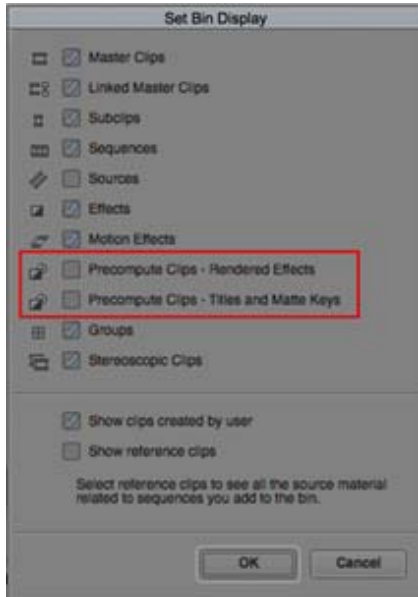 Set Bin Display
Master Clips
Linked Master Clips
Subclips
Sequences
Sources
Effects
Motion Effects
Precompute Clips - Rendered Effects
Precompute Clips - Titles and Matte Keys
Groups
Stereoscopic Clips
Show clips created by user
Show reference clips
Select reference clips to see all the source material
related to sequences you add to the bin.
OK
Cancel